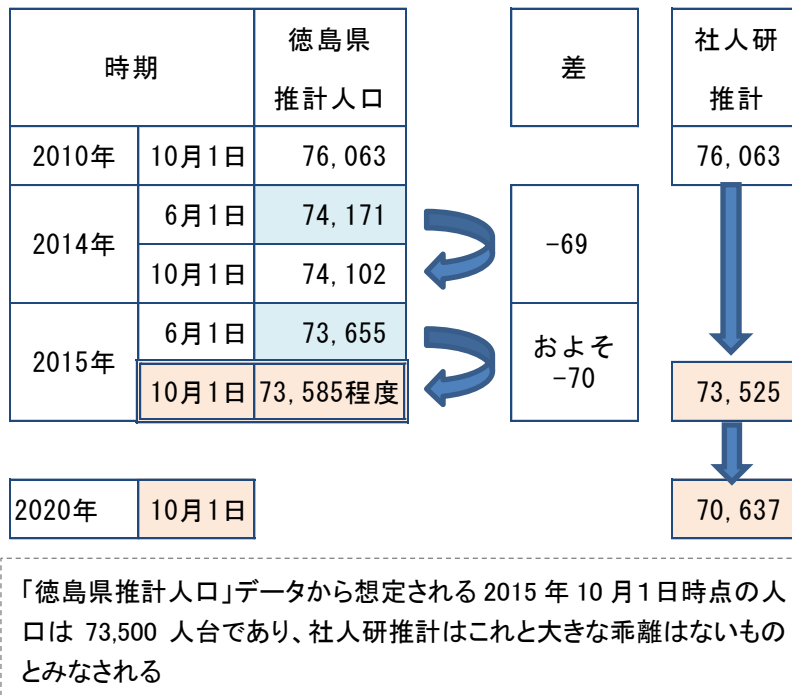 時期 徳島県 推計人口 差 社人研 推計
2010年 10月1日 76,063 76,063
2014年 6月1日 74,171 -69
10月1日 74,102
2015年 6月1日 73,655 およそ -70
10月1日 73,585程度 73,525
2020年 10月1日 70,637
「徳島県推計人口」データから想定される 2015 年 10 月1日時点の人
口は 73,500 人台であり、社人研推計はこれと大きな乖離はないもの
とみなされる